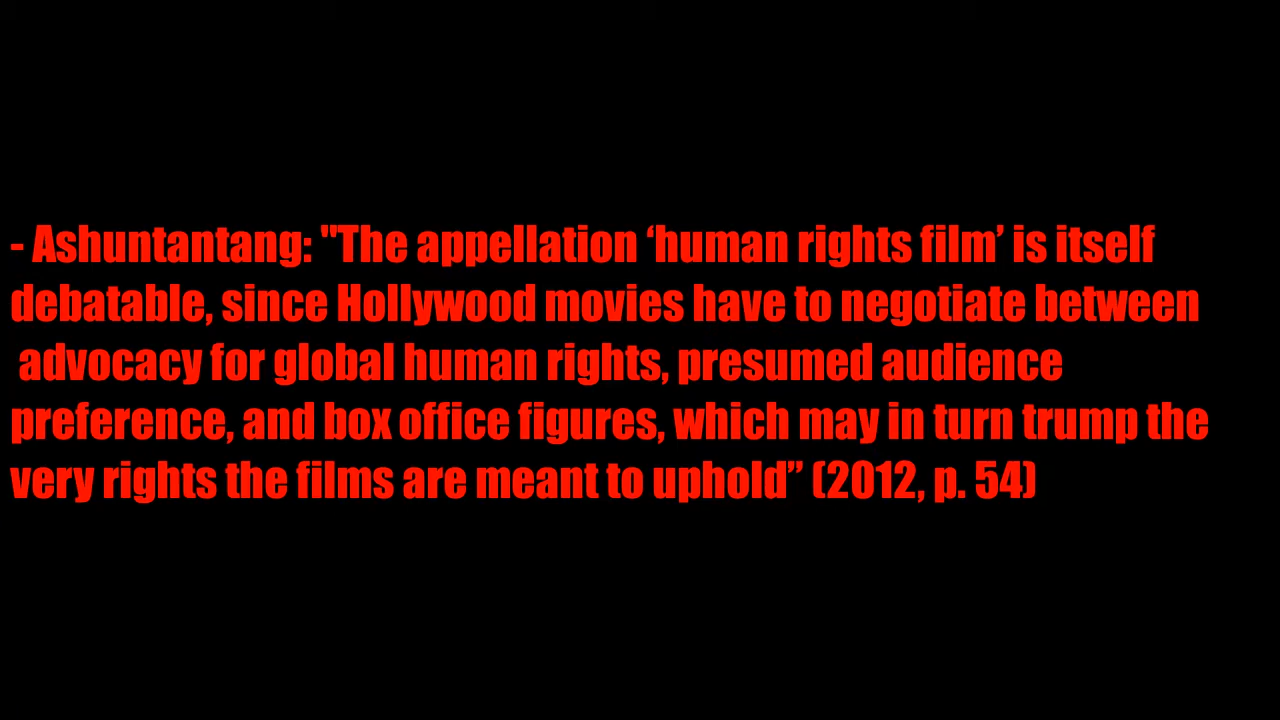 - Ashuntantang: "The appellation ‘human rights film’ is itself
debatable, since Hollywood movies have to negotiate between
advocacy for global human rights, presumed audience
preference, and box office figures, which may in turn trump the
very rights the films are meant to uphold” (2012, p. 54)